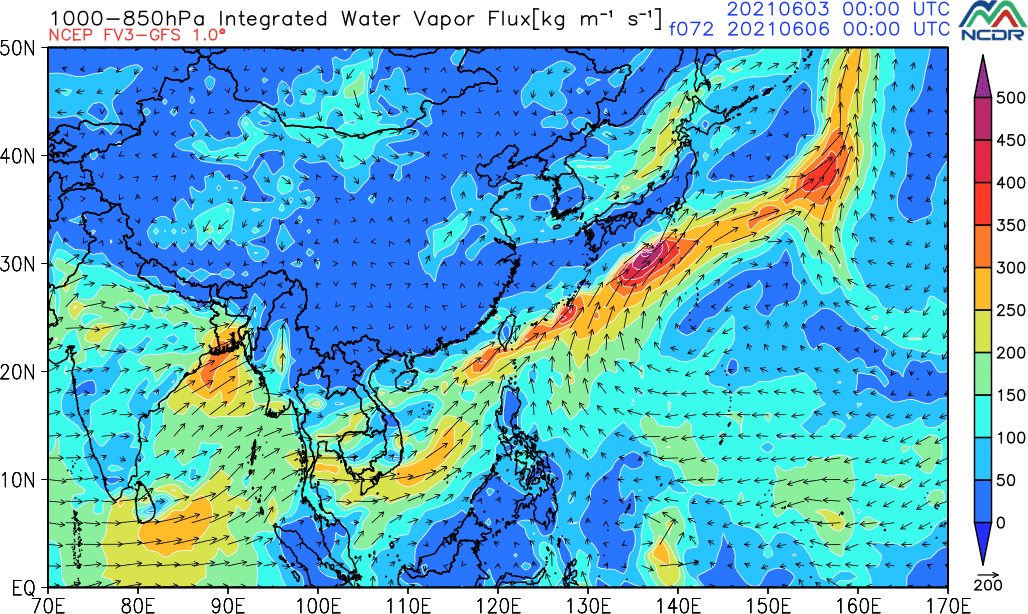 1000−850hPa Integrated Water Vapor Flux[kg m⁻¹ s⁻¹]
20210603 00:00 UTC
NCEP FV3−GFS 1.0°
f072 20210606 00:00 UTC
NCDR
50N
40N
30N
20N
10N
EQ
70E 80E 90E 100E 110E 120E 130E 140E 150E 160E 170E
500
450
400
350
300
250
200
150
100
50
0
200